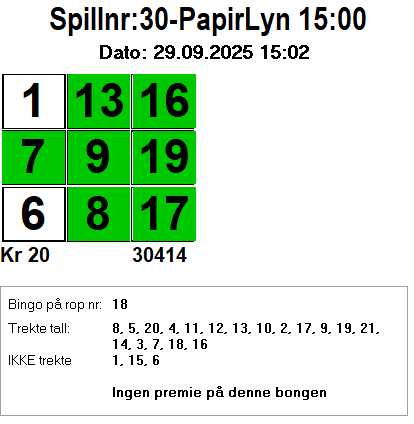 Spillnr:30-PapirLyn 15:00
Dato: 29.09.2025 15:02
1 13 16
7 9 19
6 8 17
Kr 20 30414
Bingo på rop nr: 18
Trekte tall: 8, 5, 20, 4, 11, 12, 13, 10, 2, 17, 9, 19, 21,
14, 3, 7, 18, 16
IKKE trekte 1, 15, 6
Ingen premie på denne bongen